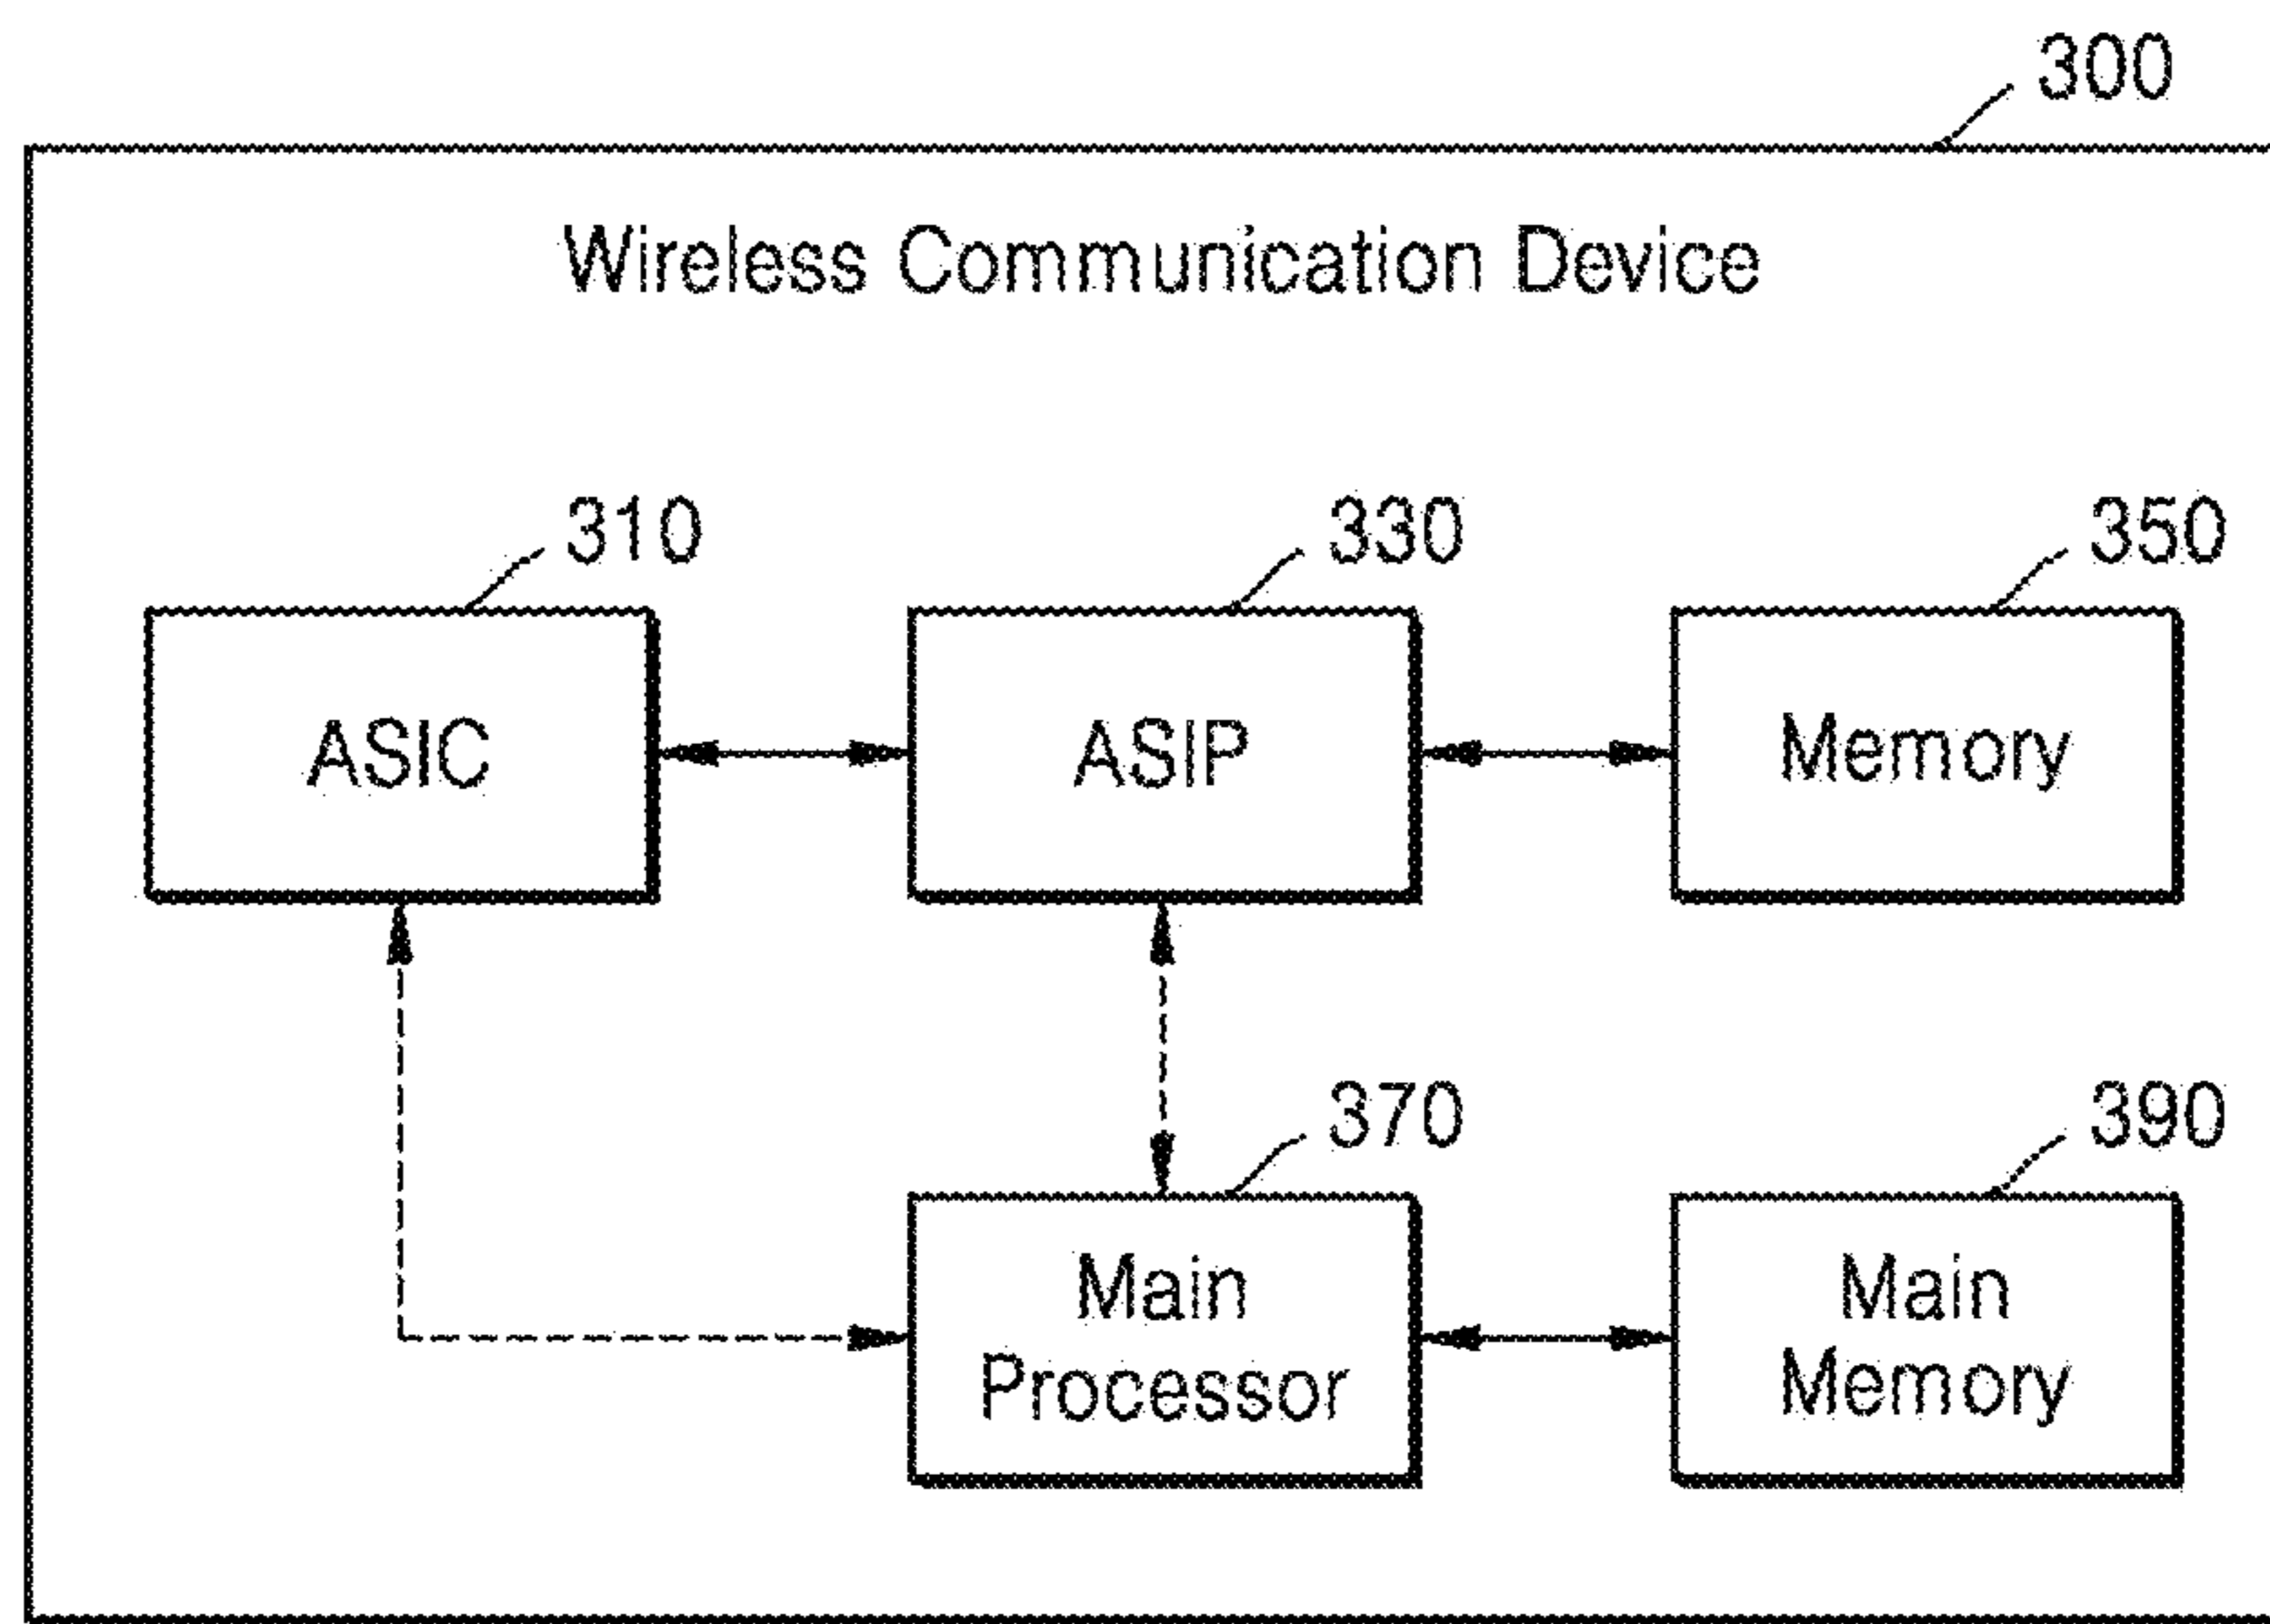 300
Wireless Communication Device
310
330
350
ASIC
ASIP
Memory
370
390
Main
Processor
Main
Memory